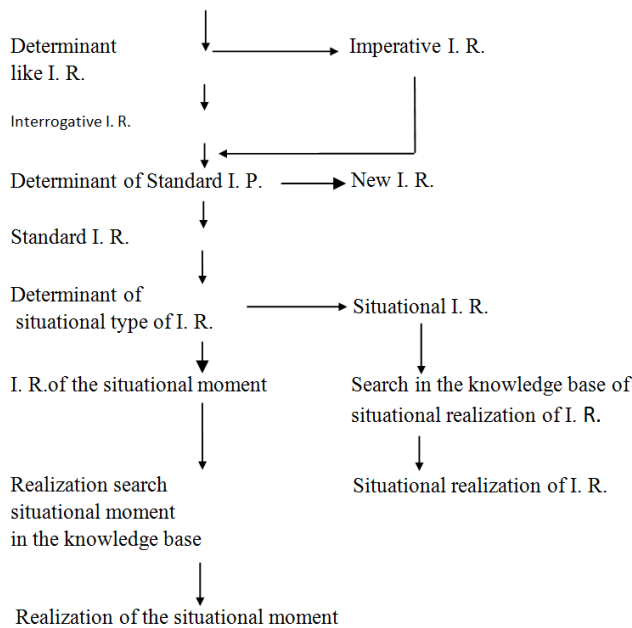 Determinant
like I. R.
Imperative I. R.
Interrogative I. R.
Determinant of Standard I. P.
New I. R.
Standard I. R.
Determinant of
situational type of I. R.
Situational I. R.
I. R.of the situational moment
Search in the knowledge base of
situational realization of I. R.
Realization search
situational moment
in the knowledge base
Situational realization of I. R.
Realization of the situational moment